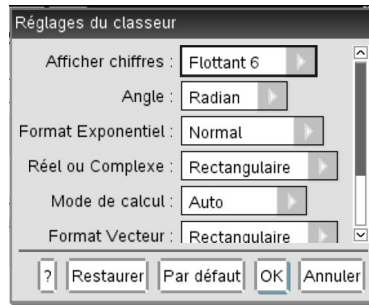 Réglages du classeur
Afficher chiffres : Flottant 6
Angle : Radian
Format Exponentiel : Normal
Réel ou Complexe : Rectangulaire
Mode de calcul : Auto
Format Vecteur : Rectangulaire
? Restaurer Par défaut OK Annuler